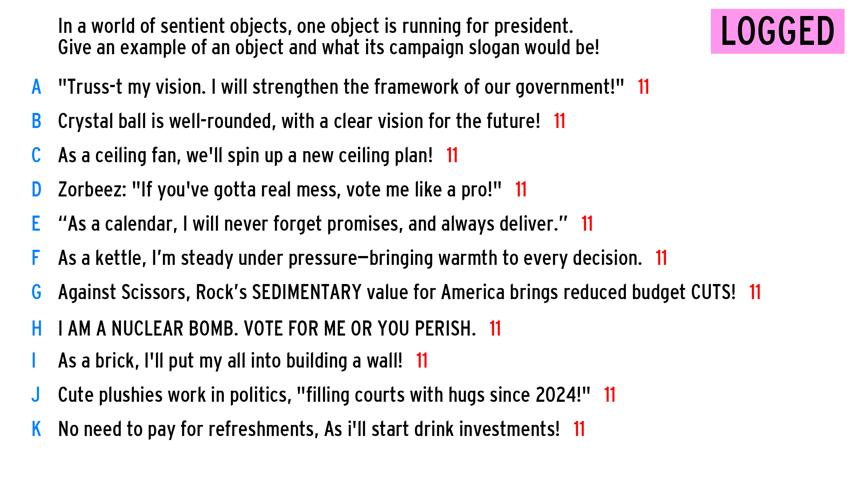 In a world of sentient objects, one object is running for president.
Give an example of an object and what its campaign slogan would be!
LOGGED
A "Truss-t my vision. I will strengthen the framework of our government!" 11
B Crystal ball is well-rounded, with a clear vision for the future! 11
C As a ceiling fan, we'll spin up a new ceiling plan! 11
D Zorbeez: "If you've gotta real mess, vote me like a pro!" 11
E “As a calendar, I will never forget promises, and always deliver.” 11
F As a kettle, I’m steady under pressure—bringing warmth to every decision. 11
G Against Scissors, Rock’s SEDIMENTARY value for America brings reduced budget CUTS! 11
H I AM A NUCLEAR BOMB. VOTE FOR ME OR YOU PERISH. 11
I As a brick, I'll put my all into building a wall! 11
J Cute plushies work in politics, "filling courts with hugs since 2024!" 11
K No need to pay for refreshments, As i'll start drink investments! 11